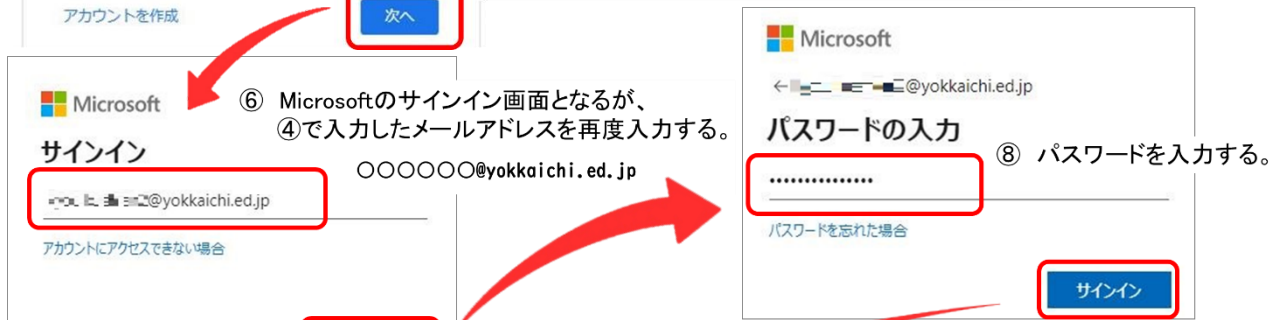 アカウントを作成
次へ
Microsoft
サインイン
@yokkaichi.ed.jp
アカウントにアクセスできない場合
⑥ Microsoftのサインイン画面となるが、
④で入力したメールアドレスを再度入力する。
○○○○○○@yokkaichi.ed.jp
Microsoft
←
@yokkaichi.ed.jp
パスワードの入力
•••••••••••••••
⑧ パスワードを入力する。
パスワードを忘れた場合
サインイン